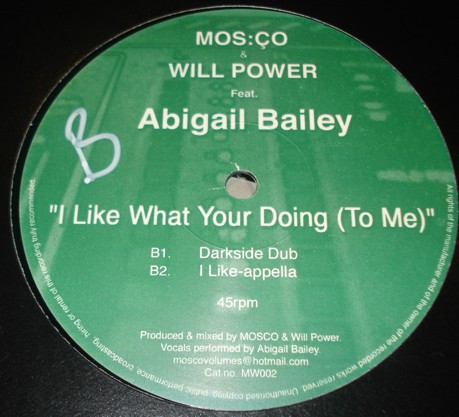 MOS:ÇO
&
WILL POWER
Feat.
Abigail Bailey
B
"I Like What Your Doing (To Me)"
B1. Darkside Dub
B2. I Like-appella
45rpm
Produced & mixed by MOSCO & Will Power.
Vocals performed by Abigail Bailey.
moscovolumes@hotmail.com
Cat no. MW002
All rights of the manufacturer and of the owner of the recorded works reserved. Unauthorised copying, public performance, broadcasting, hiring or rental of this recording